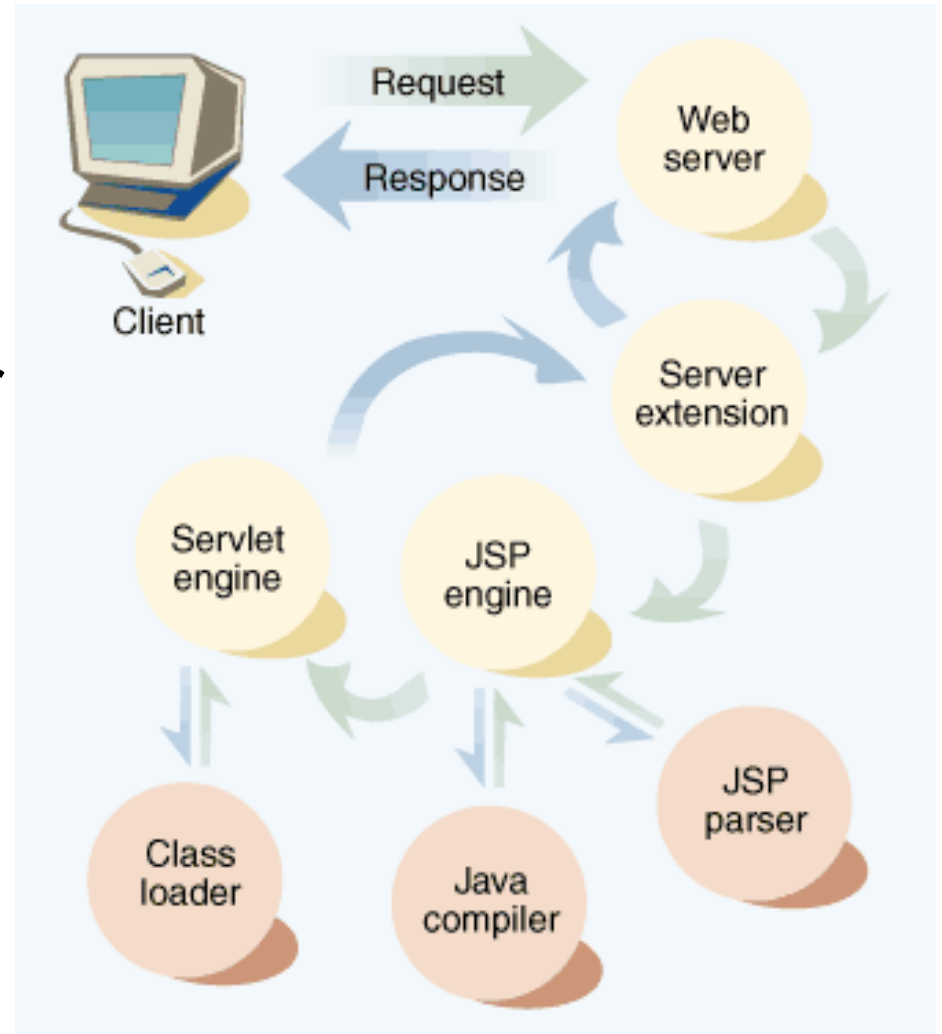 Request
Response
Client
Web
server
Server
extension
Servlet
engine
JSP
engine
JSP
parser
Class
loader
Java
compiler